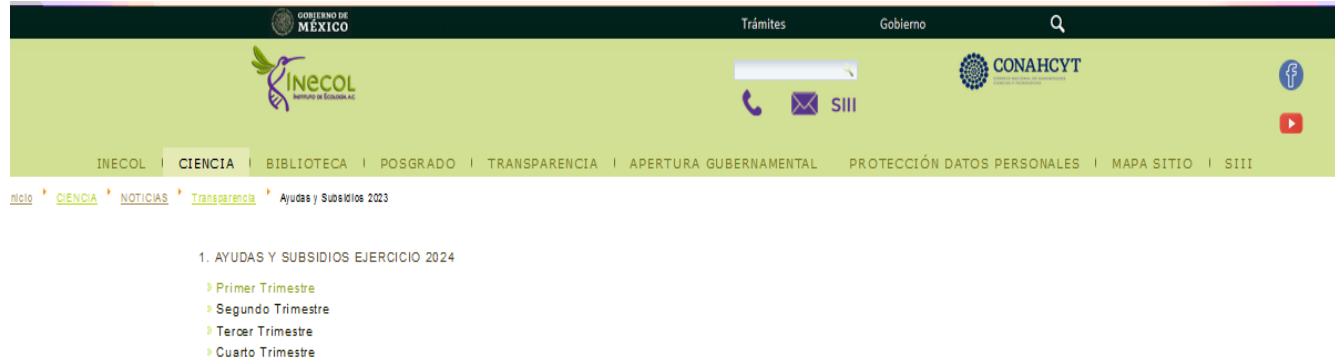 GOBIERNO DE
MÉXICO
Trámites
Gobierno
INECOL
INSTITUTO DE ECOLOGÍA, A.C.
SIII
CONAHCYT
INECOL CIENCIA BIBLIOTECA POSGRADO TRANSPARENCIA APERTURA GUBERNAMENTAL PROTECCIÓN DATOS PERSONALES MAPA SITIO SIII
nicio CIENCIA NOTICIAS Transparencia Ayudas y Subsidios 2023
1. AYUDAS Y SUBSIDIOS EJERCICIO 2024
Primer Trimestre
Segundo Trimestre
Tercer Trimestre
Cuarto Trimestre